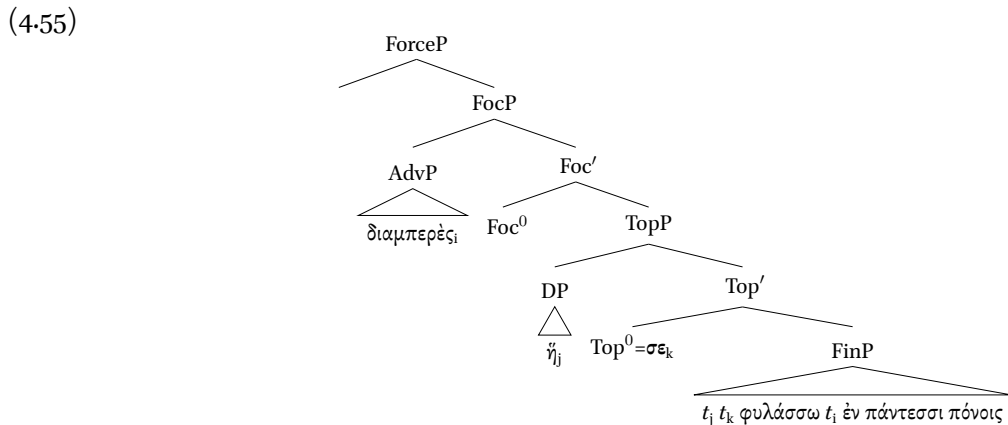 (4.55)
ForceP
FocP
AdvP Foc′
διαμπερὲςi Foc0 TopP
DP Top′
ἥj Top0=σεk FinP
tj tk φυλάσσω ti ἐν πάντεσσι πόνοις